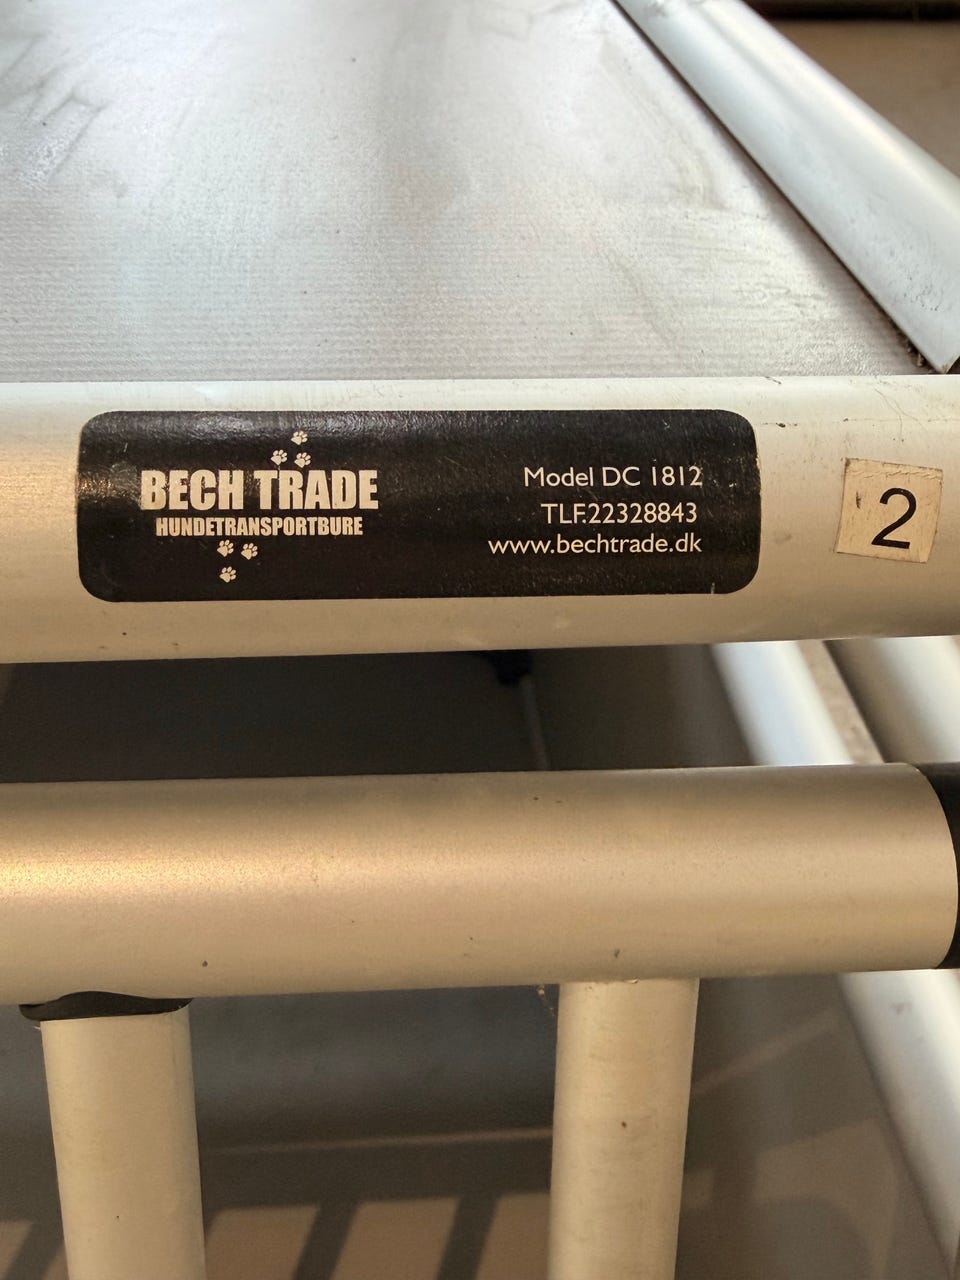 BECH TRADE
HUNDETRANSPORTBURE
Model DC 1812
TLF.22328843
www.bechtrade.dk
2